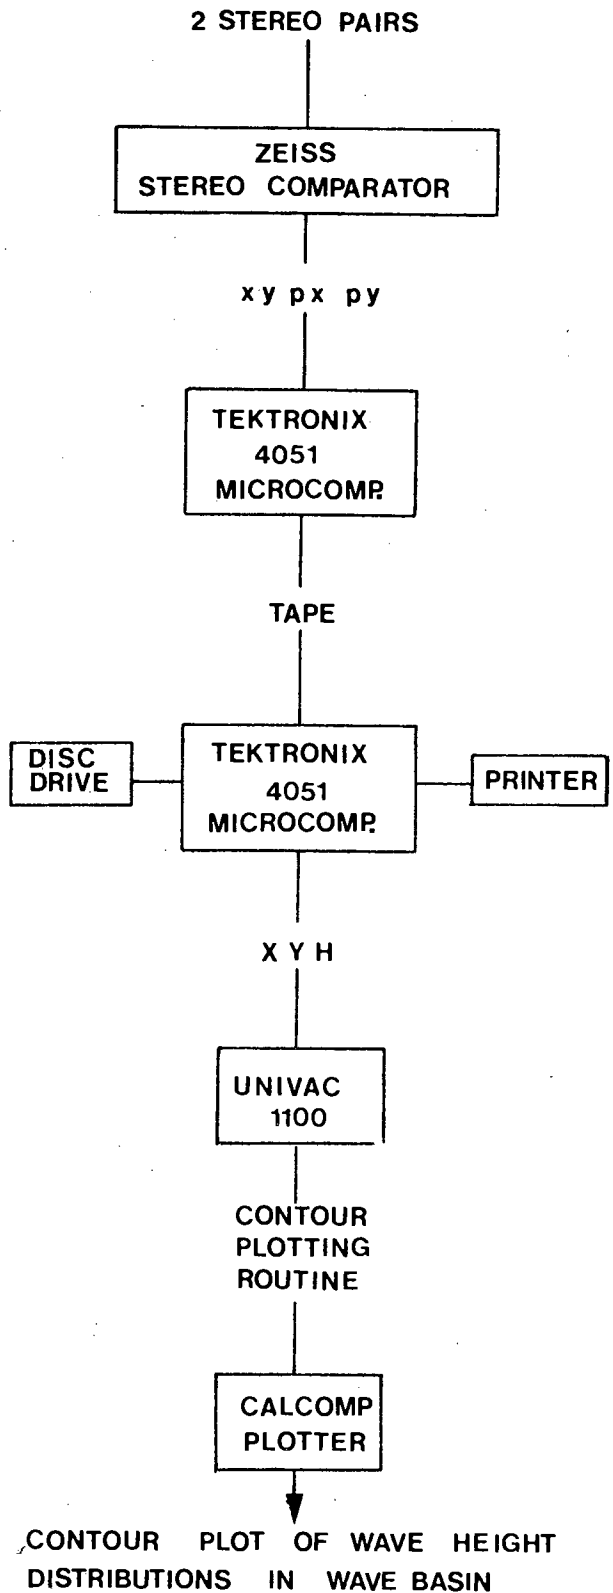 2 STEREO PAIRS
ZEISS
STEREO COMPARATOR
xy px py
TEKTRONIX
4051
MICROCOMP.
TAPE
DISC
DRIVE
TEKTRONIX
4051
MICROCOMP.
PRINTER
X Y H
UNIVAC
1100
CONTOUR
PLOTTING
ROUTINE
CALCOMP
PLOTTER
CONTOUR PLOT OF WAVE HEIGHT
DISTRIBUTIONS IN WAVE BASIN